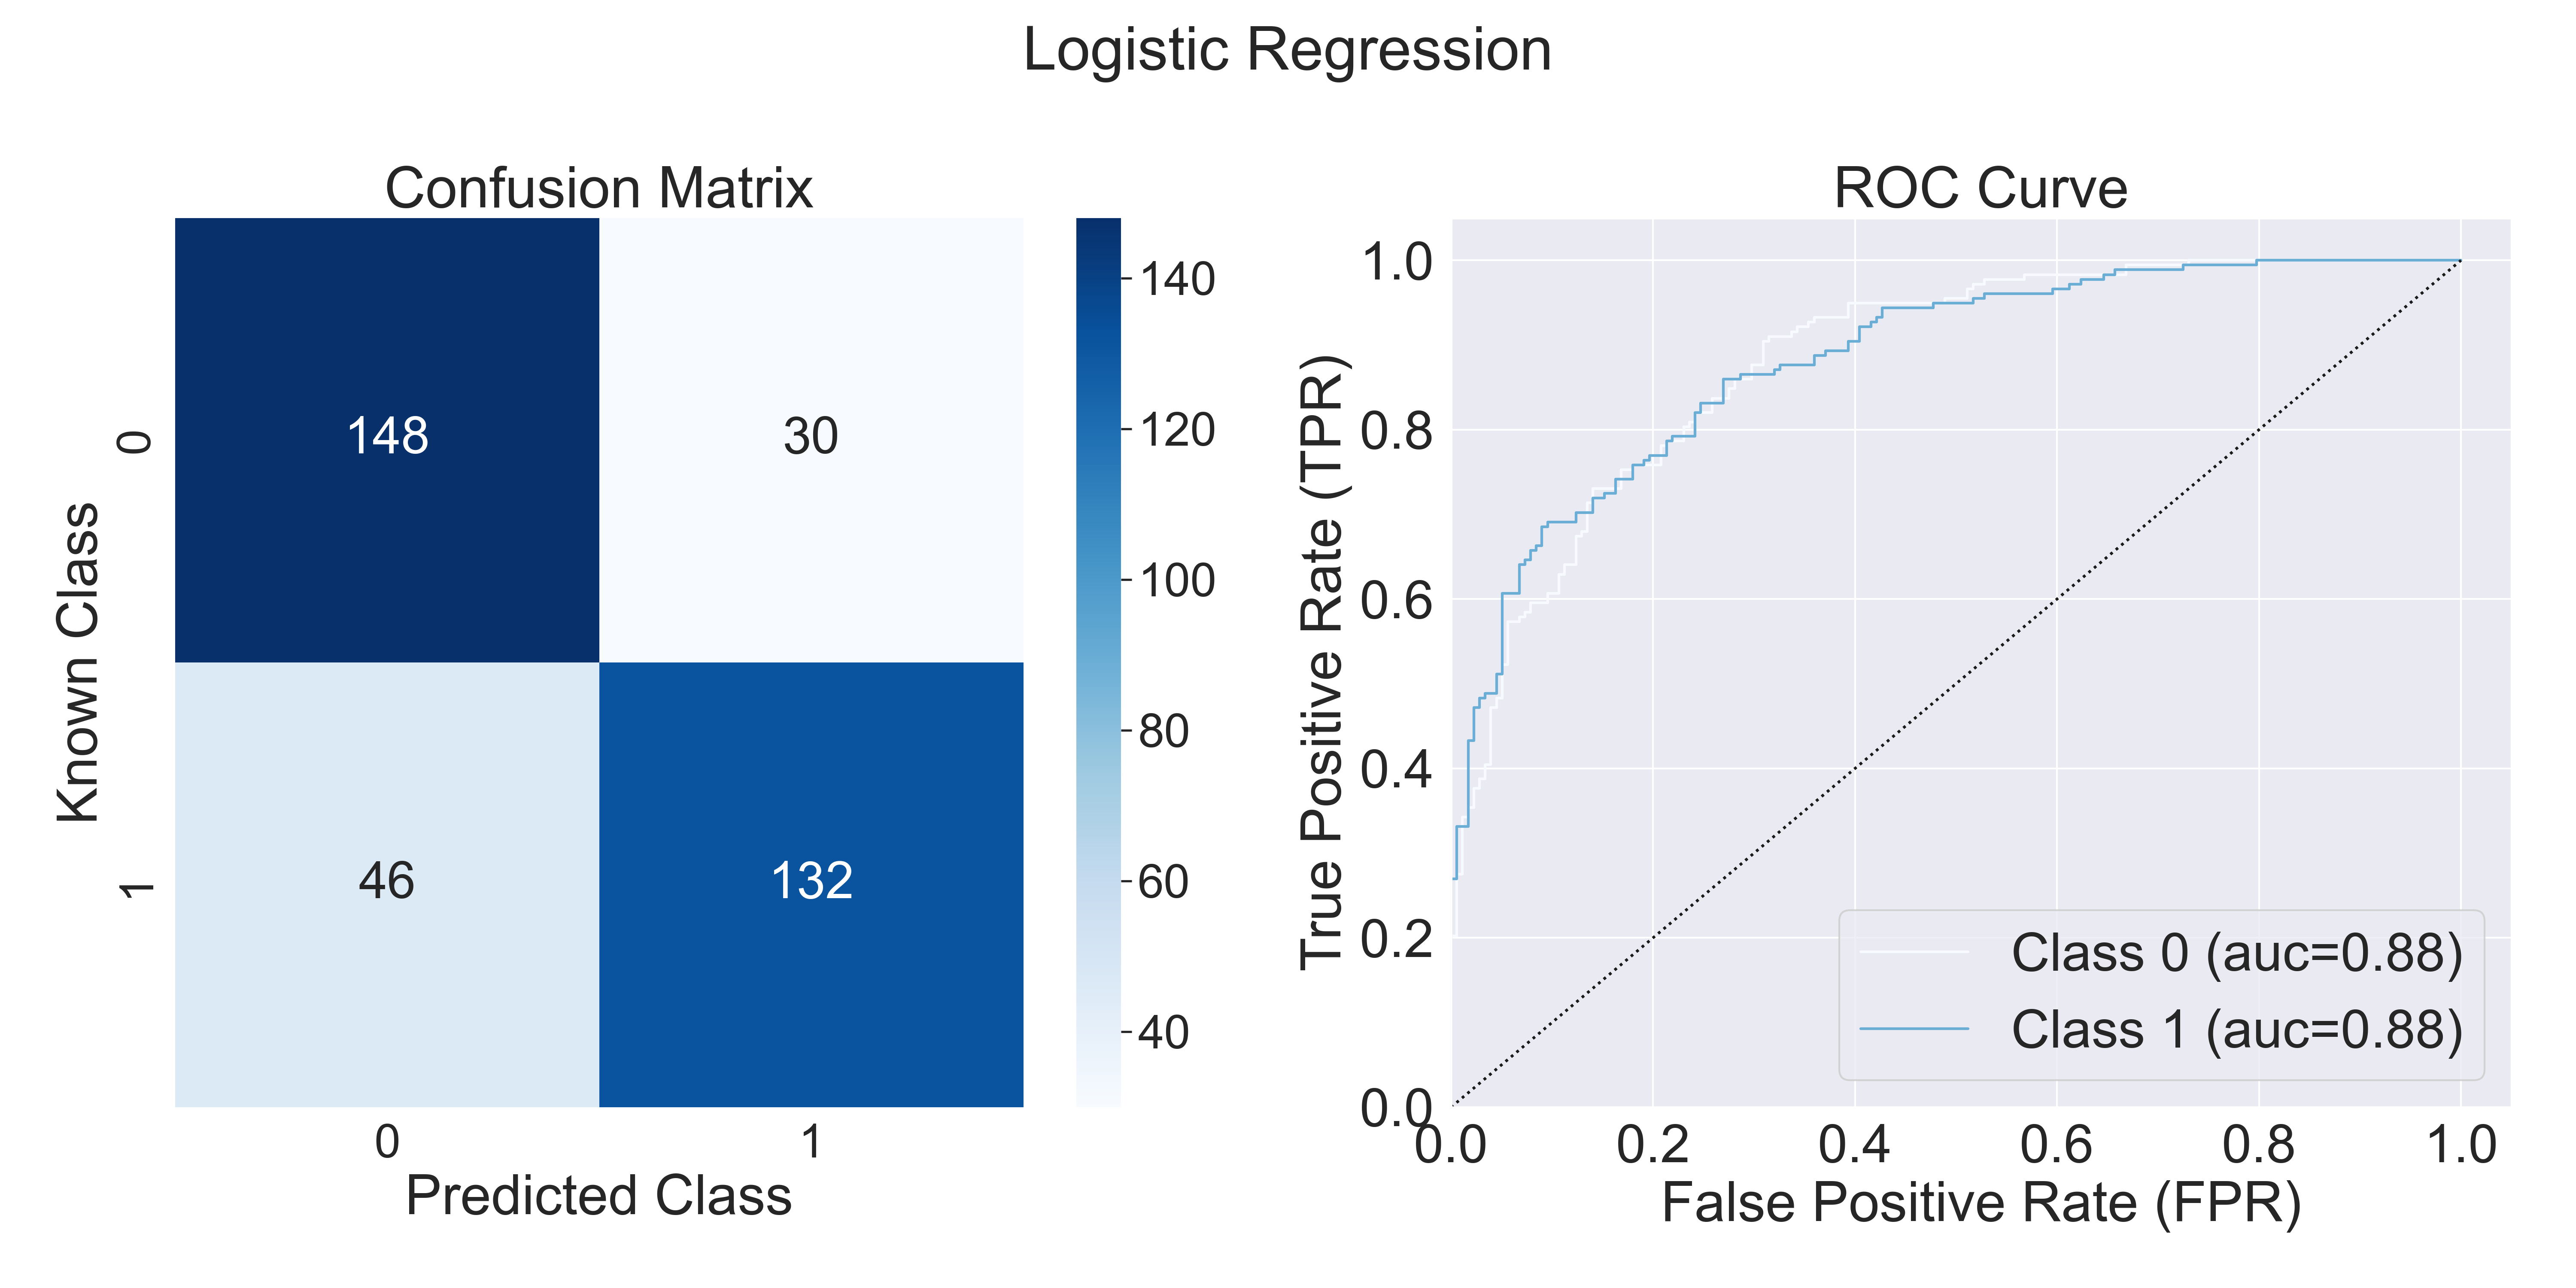 Logistic Regression
Confusion Matrix
Known Class
0
1
148
30
46
132
0
1
Predicted Class
140
120
100
80
60
40
ROC Curve
True Positive Rate (TPR)
1.0
0.8
0.6
0.4
0.2
0.0
0.0 0.2 0.4 0.6 0.8 1.0
False Positive Rate (FPR)
Class 0 (auc=0.88)
Class 1 (auc=0.88)